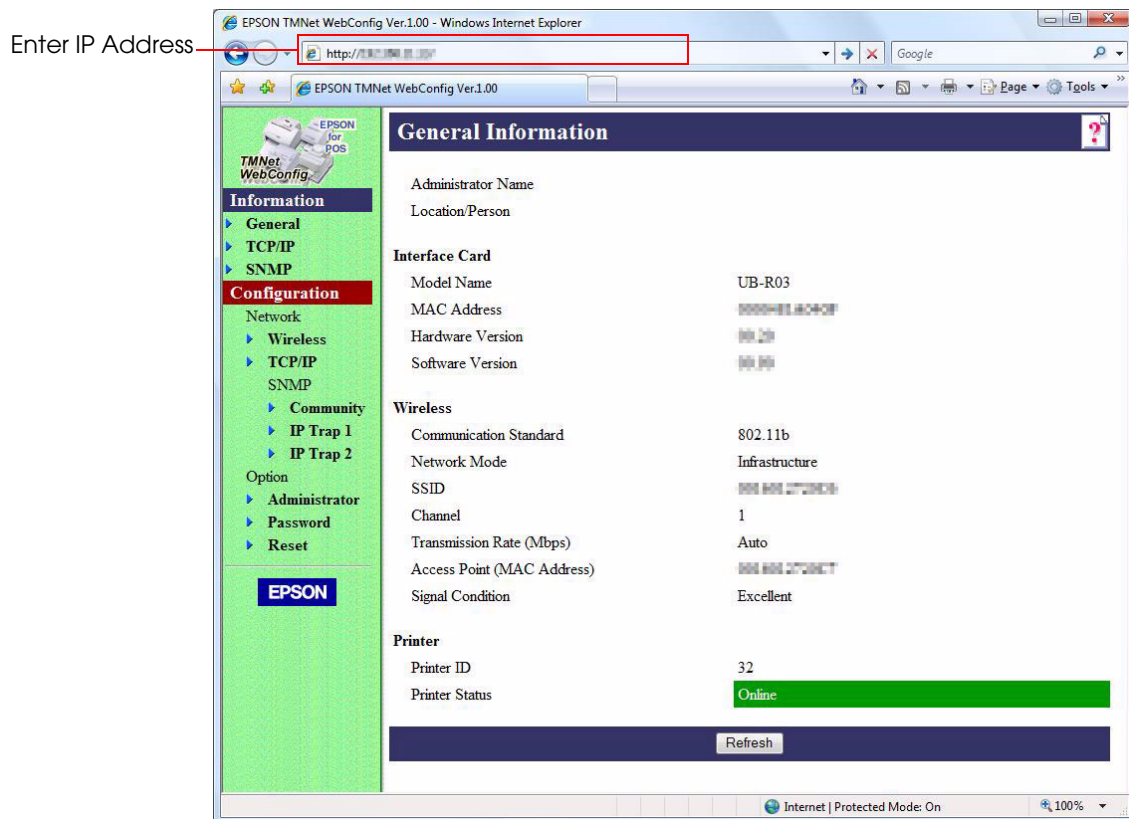 EPSON TMNet WebConfig Ver.1.00 - Windows Internet Explorer
Enter IP Address
http://
Google
EPSON TMNet WebConfig Ver.1.00
Page
Tools
EPSON
for
POS
TMNet
WebConfig
Information
General
TCP/IP
SNMP
Configuration
Network
Wireless
TCP/IP
SNMP
Community
IP Trap 1
IP Trap 2
Option
Administrator
Password
Reset
EPSON
General Information
?
Administrator Name
Location/Person
Interface Card
Model Name UB-R03
MAC Address
Hardware Version
Software Version
Wireless
Communication Standard 802.11b
Network Mode Infrastructure
SSID
Channel 1
Transmission Rate (Mbps) Auto
Access Point (MAC Address)
Signal Condition Excellent
Printer
Printer ID 32
Printer Status Online
Refresh
Internet | Protected Mode: On
100%